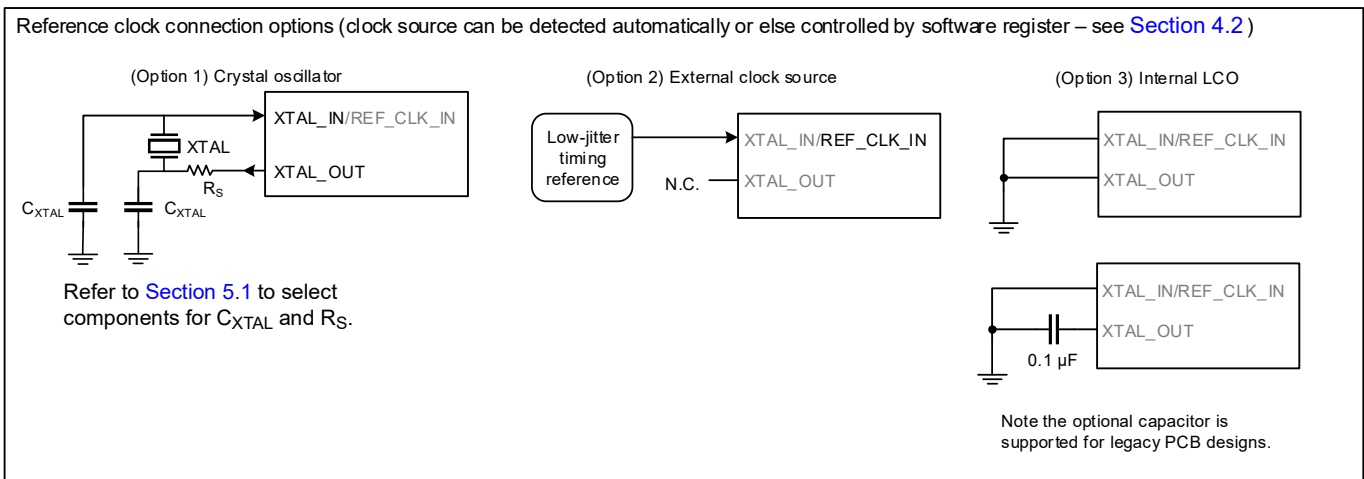 Reference clock connection options (clock source can be detected automatically or else controlled by software register – see Section 4.2)
(Option 1) Crystal oscillator
XTAL_IN/REF_CLK_IN
XTAL
XTAL_OUT
RS
CXTAL
CXTAL
Refer to Section 5.1 to select
components for CXTAL and RS.
(Option 2) External clock source
Low-jitter
timing
reference
XTAL_IN/REF_CLK_IN
N.C.
XTAL_OUT
(Option 3) Internal LCO
XTAL_IN/REF_CLK_IN
XTAL_OUT
XTAL_IN/REF_CLK_IN
XTAL_OUT
0.1 µF
Note the optional capacitor is
supported for legacy PCB designs.